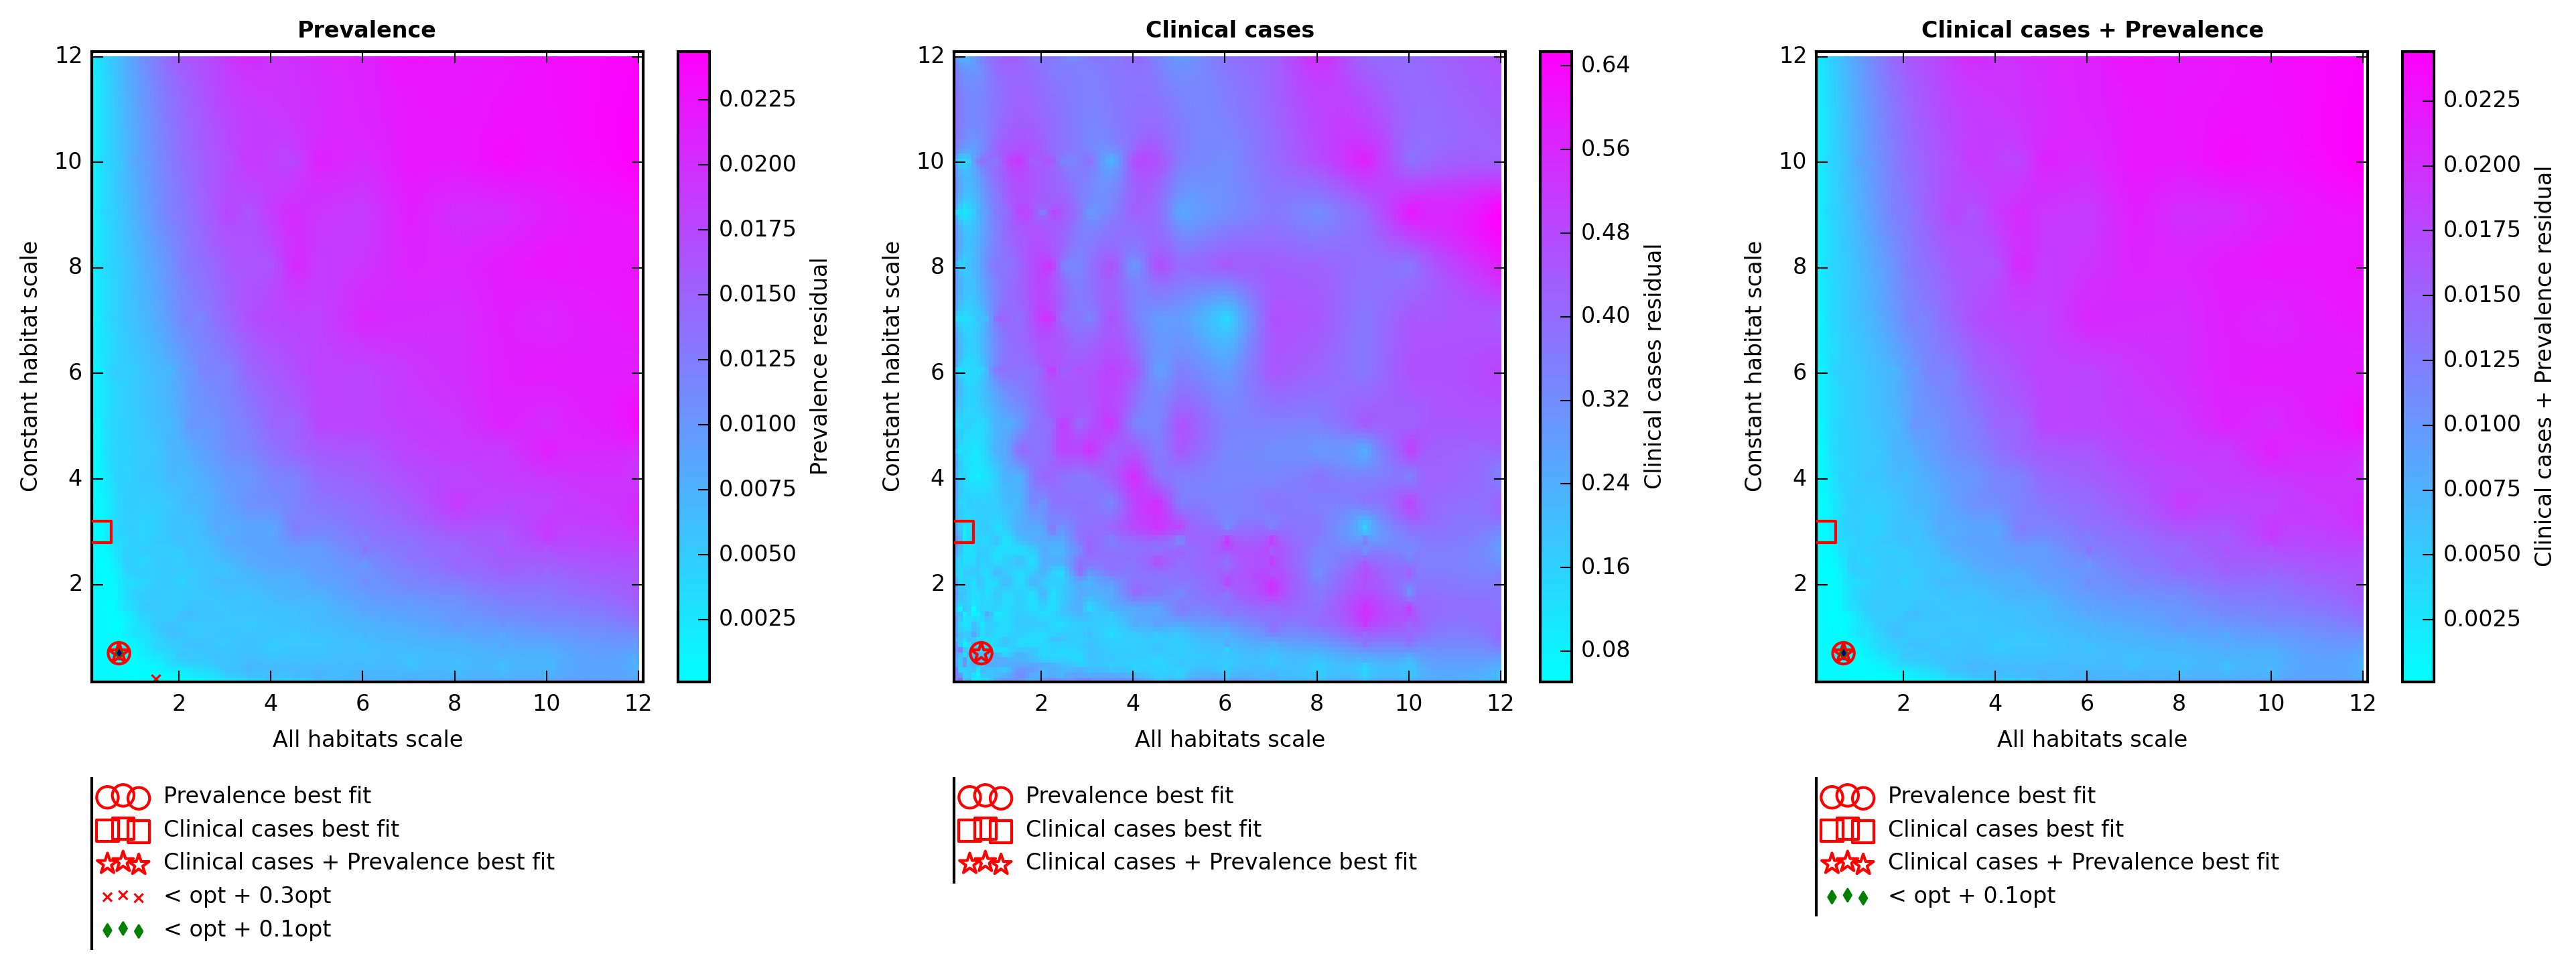 Prevalence
12
10
8
6
4
2
Constant habitat scale
2 4 6 8 10 12
All habitats scale
0.0225
0.0200
0.0175
0.0150
0.0125
0.0100
0.0075
0.0050
0.0025
Prevalence residual
Prevalence best fit
Clinical cases best fit
Clinical cases + Prevalence best fit
< opt + 0.3opt
< opt + 0.1opt
Clinical cases
12
10
8
6
4
2
Constant habitat scale
2 4 6 8 10 12
All habitats scale
0.64
0.56
0.48
0.40
0.32
0.24
0.16
0.08
Clinical cases residual
Prevalence best fit
Clinical cases best fit
Clinical cases + Prevalence best fit
Clinical cases + Prevalence
12
10
8
6
4
2
Constant habitat scale
2 4 6 8 10 12
All habitats scale
0.0225
0.0200
0.0175
0.0150
0.0125
0.0100
0.0075
0.0050
0.0025
Clinical cases + Prevalence residual
Prevalence best fit
Clinical cases best fit
Clinical cases + Prevalence best fit
< opt + 0.1opt